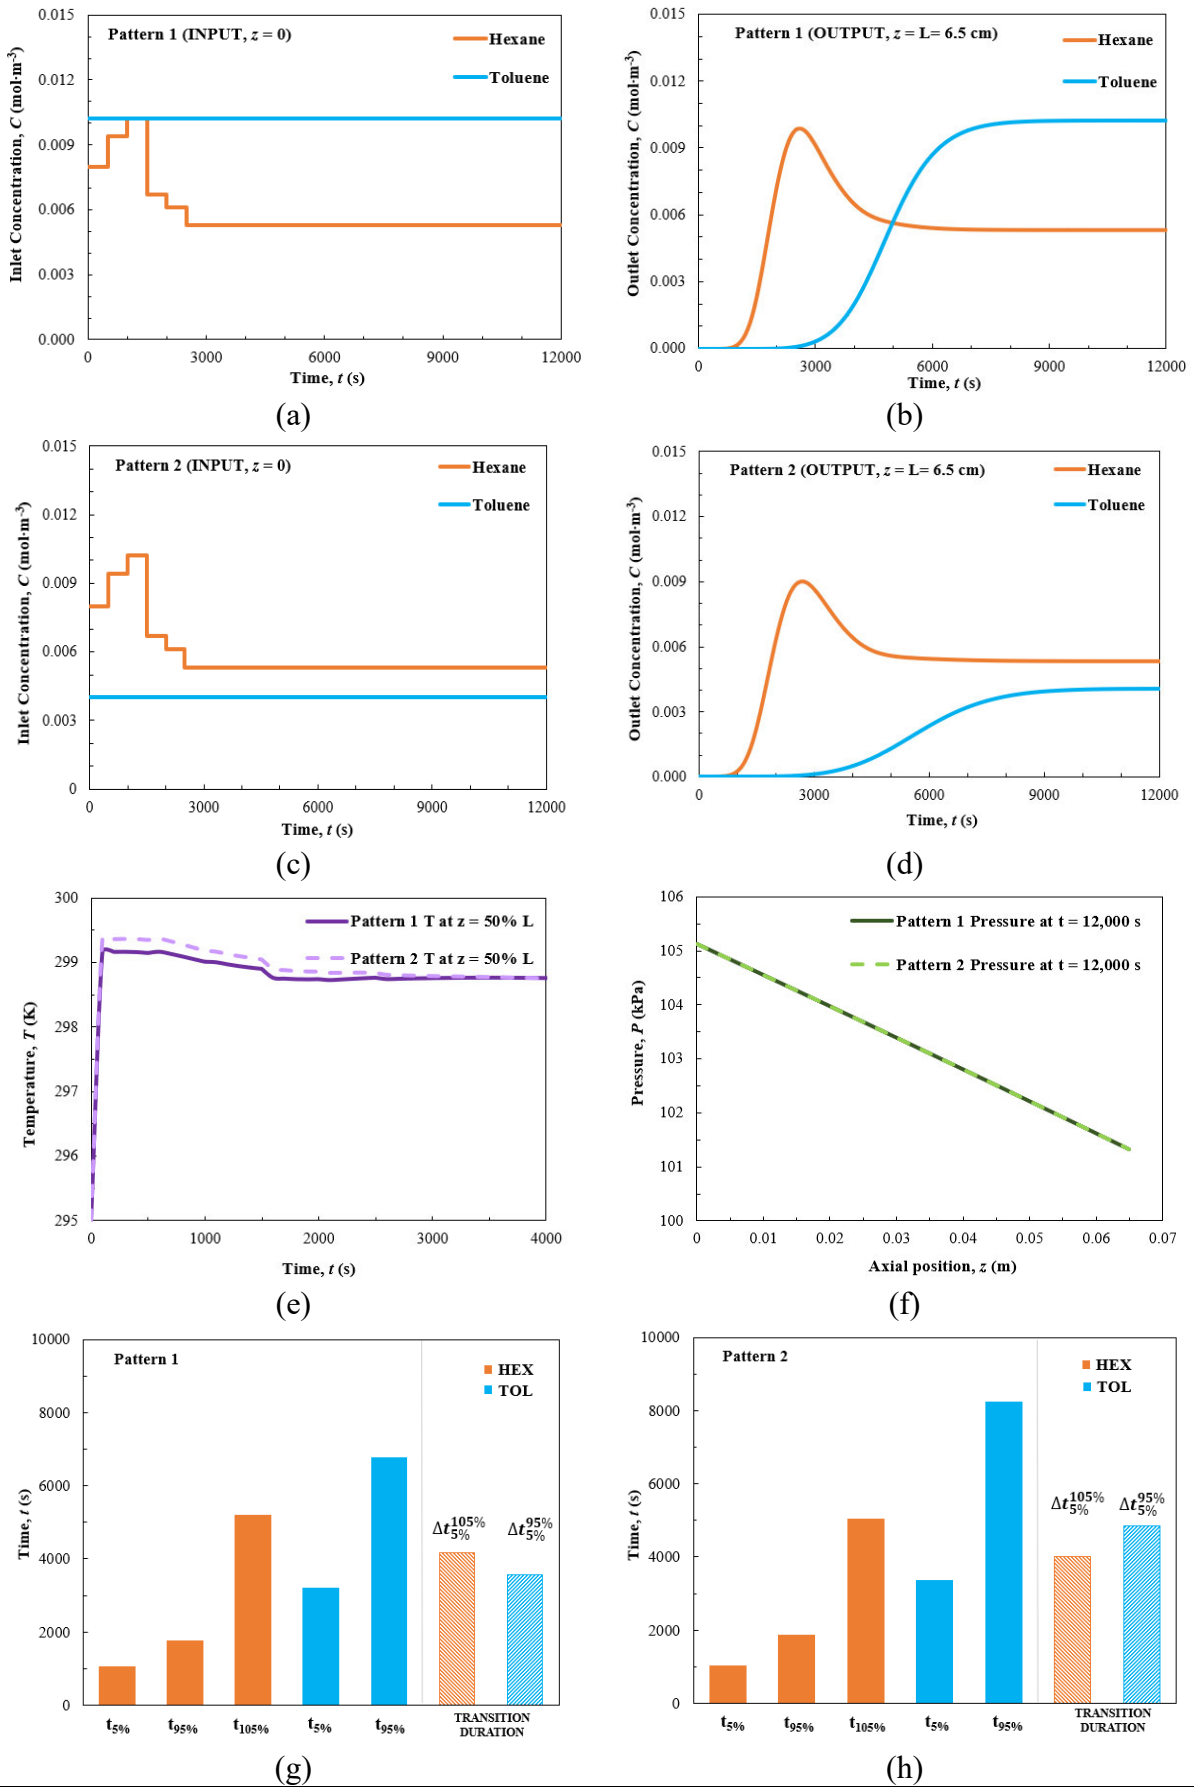 Pattern 1 (INPUT, z = 0)
Hexane
Toluene
Inlet Concentration, C (mol·m⁻³)
0.015
0.012
0.009
0.006
0.003
0.000
0 3000 6000 9000 12000
Time, t (s)
(a)
Pattern 1 (OUTPUT, z = L= 6.5 cm)
Hexane
Toluene
Outlet Concentration, C (mol·m⁻³)
0.015
0.012
0.009
0.006
0.003
0.000
0 3000 6000 9000 12000
Time, t (s)
(b)
Pattern 2 (INPUT, z = 0)
Hexane
Toluene
Inlet Concentration, C (mol·m⁻³)
0.015
0.012
0.009
0.006
0.003
0
0 3000 6000 9000 12000
Time, t (s)
(c)
Pattern 2 (OUTPUT, z = L= 6.5 cm)
Hexane
Toluene
Outlet Concentration, C (mol·m⁻³)
0.015
0.012
0.009
0.006
0.003
0.000
0 3000 6000 9000 12000
Time, t (s)
(d)
Pattern 1 T at z = 50% L
Pattern 2 T at z = 50% L
Temperature, T (K)
300
299
298
297
296
295
0 1000 2000 3000 4000
Time, t (s)
(e)
Pattern 1 Pressure at t = 12,000 s
Pattern 2 Pressure at t = 12,000 s
Pressure, P (kPa)
106
105
104
103
102
101
100
0 0.01 0.02 0.03 0.04 0.05 0.06 0.07
Axial position, z (m)
(f)
Pattern 1
HEX
TOL
Time, t (s)
10000
8000
6000
4000
2000
0
Δt₅%¹⁰⁵% Δt₅%⁹⁵%
t5% t95% t105% t5% t95% TRANSITION
DURATION
(g)
Pattern 2
HEX
TOL
Time, t (s)
10000
8000
6000
4000
2000
0
Δt₅%¹⁰⁵% Δt₅%⁹⁵%
t5% t95% t105% t5% t95% TRANSITION
DURATION
(h)